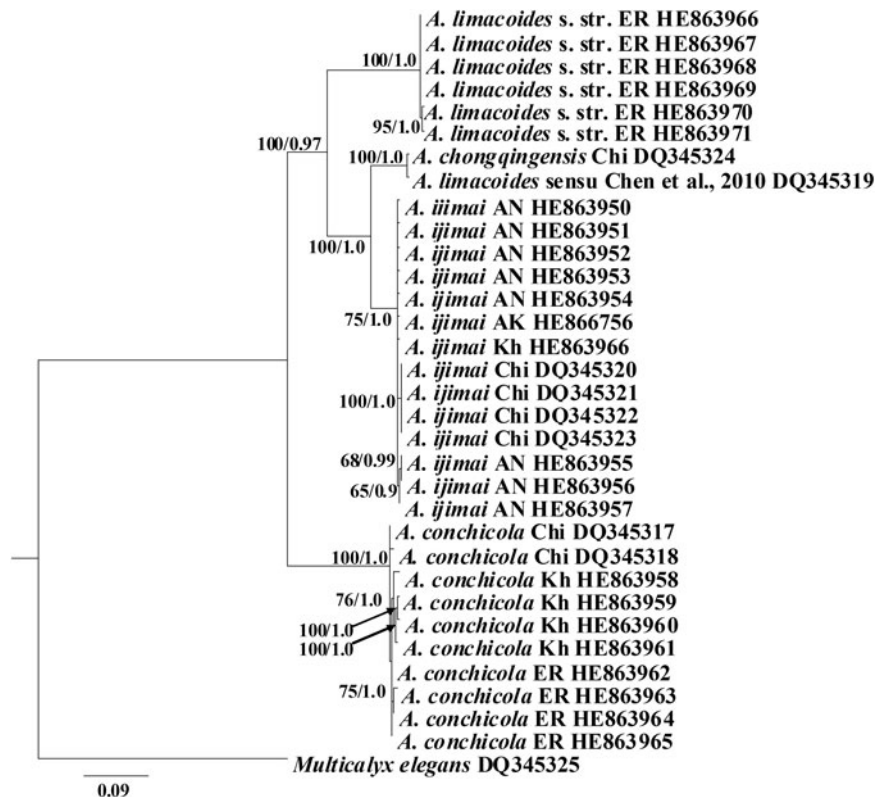 A. limacoides s. str. ER HE863966
A. limacoides s. str. ER HE863967
100/1.0
A. limacoides s. str. ER HE863968
A. limacoides s. str. ER HE863969
A. limacoides s. str. ER HE863970
95/1.0
A. limacoides s. str. ER HE863971
100/0.97
100/1.0
A. chongqingensis Chi DQ345324
A. limacoides sensu Chen et al., 2010 DQ345319
A. iiimai AN HE863950
A. ijimai AN HE863951
100/1.0
A. ijimai AN HE863952
A. ijimai AN HE863953
A. ijimai AN HE863954
75/1.0
A. ijimai AK HE866756
A. ijimai Kh HE863966
A. ijimai Chi DQ345320
A. ijimai Chi DQ345321
100/1.0
A. ijimai Chi DQ345322
A. ijimai Chi DQ345323
68/0.99
A. ijimai AN HE863955
65/0.9
A. ijimai AN HE863956
A. ijimai AN HE863957
A. conchicola Chi DQ345317
100/1.0
A. conchicola Chi DQ345318
A. conchicola Kh HE863958
76/1.0
A. conchicola Kh HE863959
100/1.0
A. conchicola Kh HE863960
100/1.0
A. conchicola Kh HE863961
A. conchicola ER HE863962
75/1.0
A. conchicola ER HE863963
A. conchicola ER HE863964
A. conchicola ER HE863965
Multicalyx elegans DQ345325
0.09